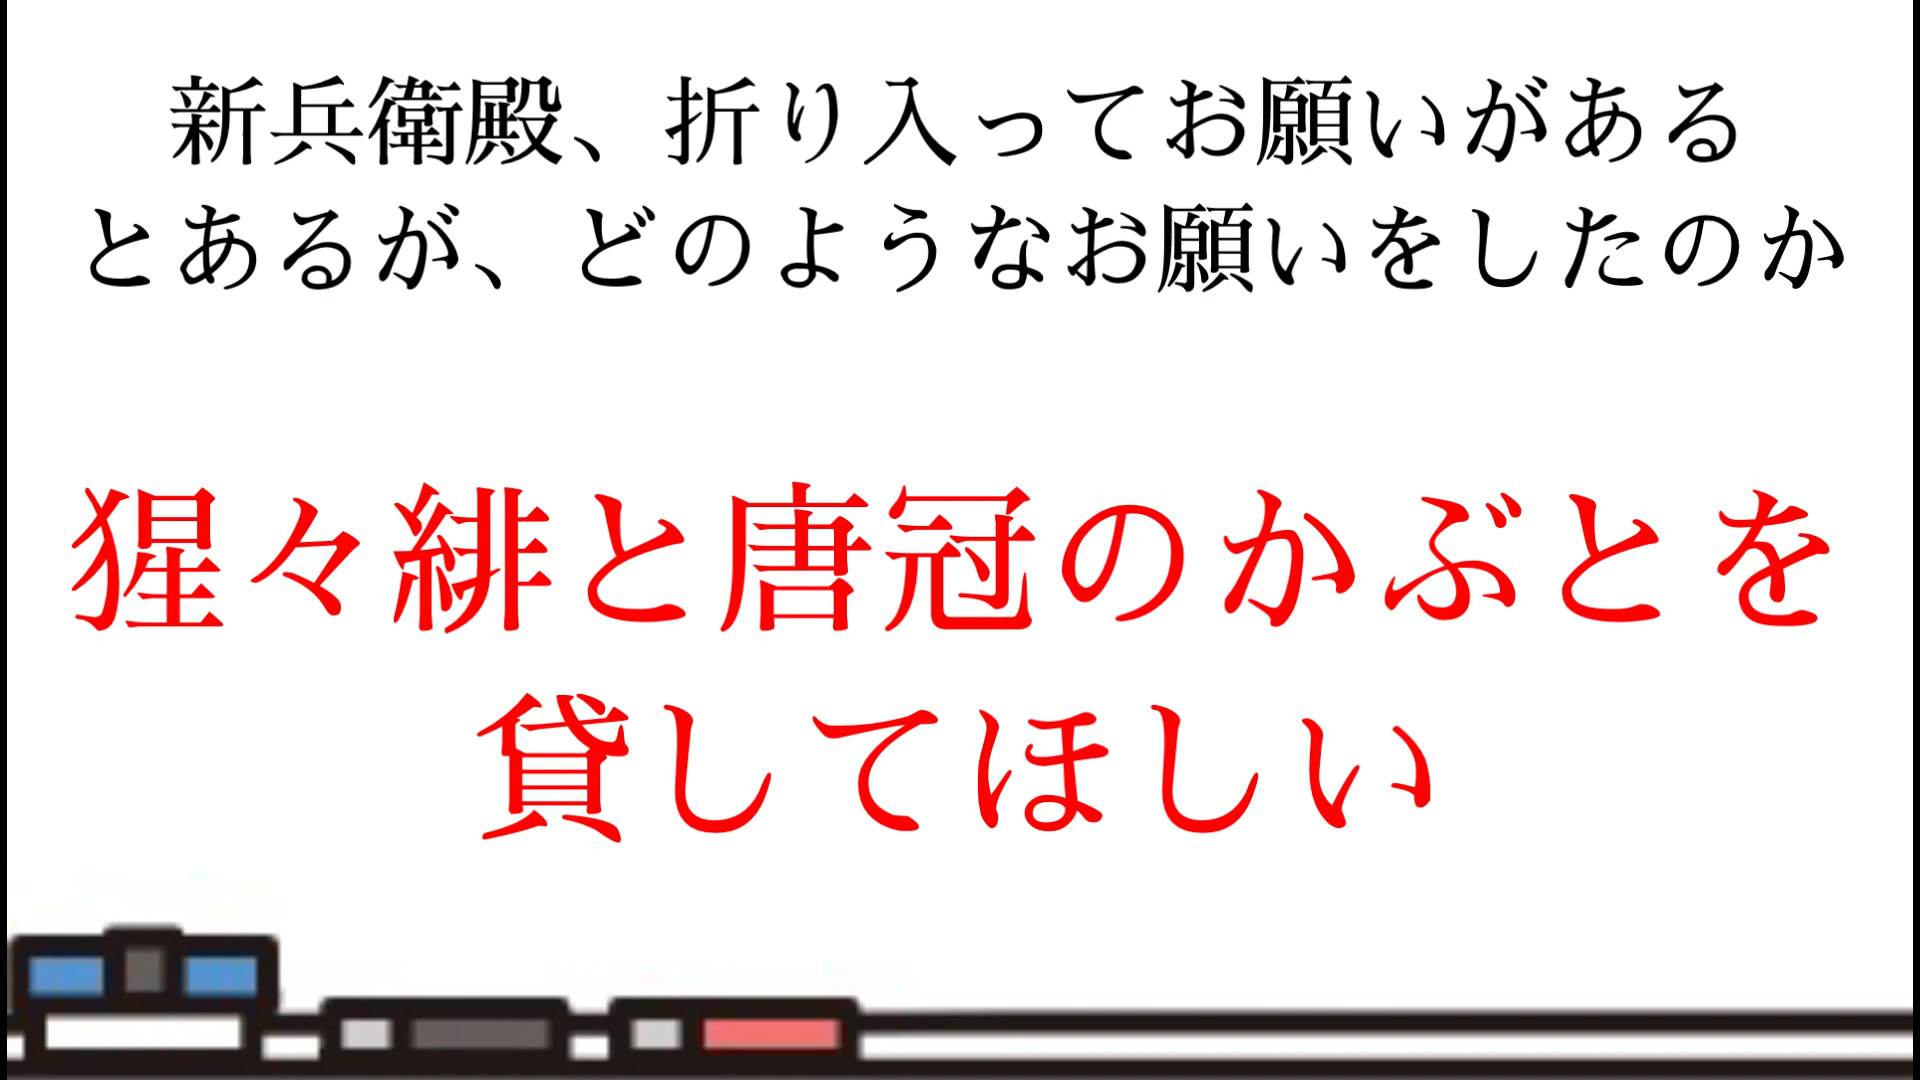 新兵衛殿、折り入ってお願いがある
とあるが、どのようなお願いをしたのか
猩々緋と唐冠のかぶとを
貸してほしい